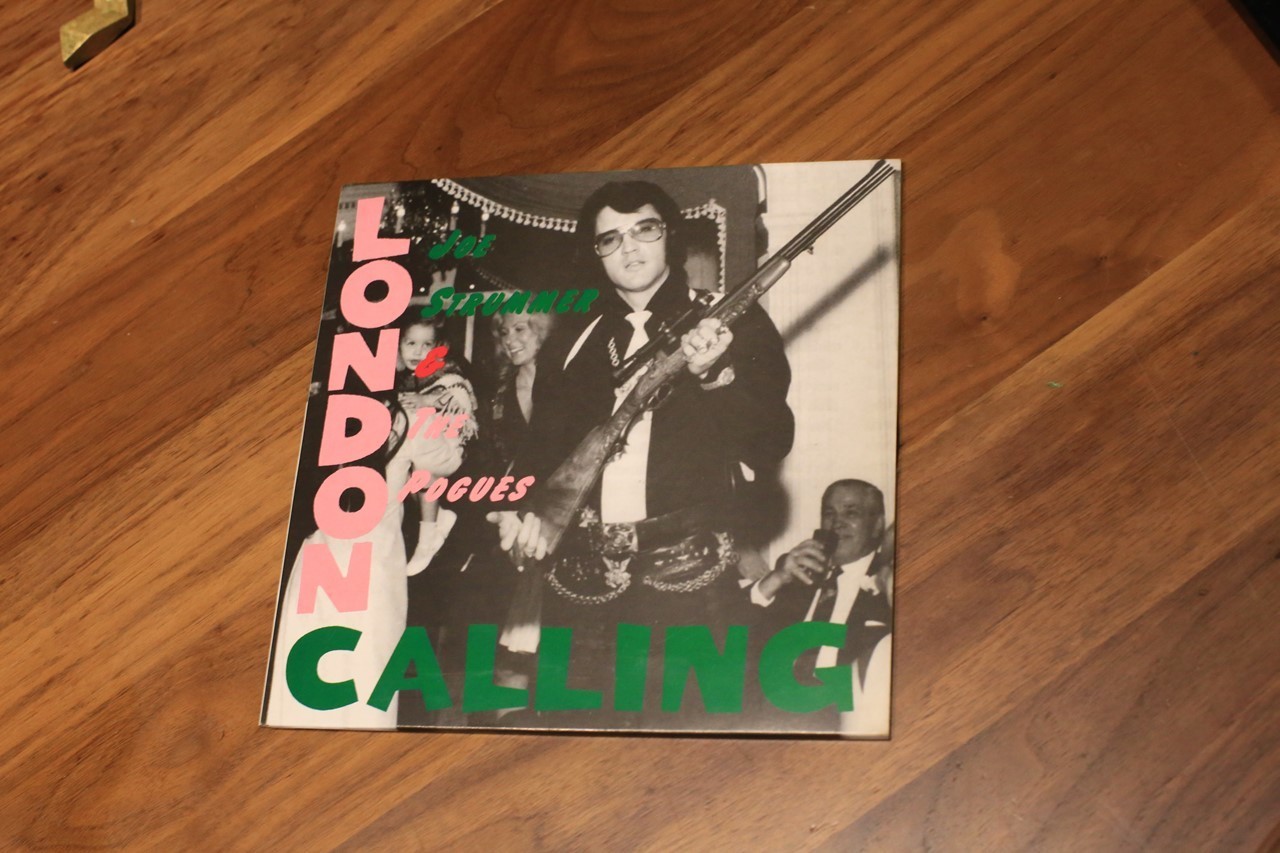 LONDON
CALLING
JOE
STRUMMER
&
THE
POGUES